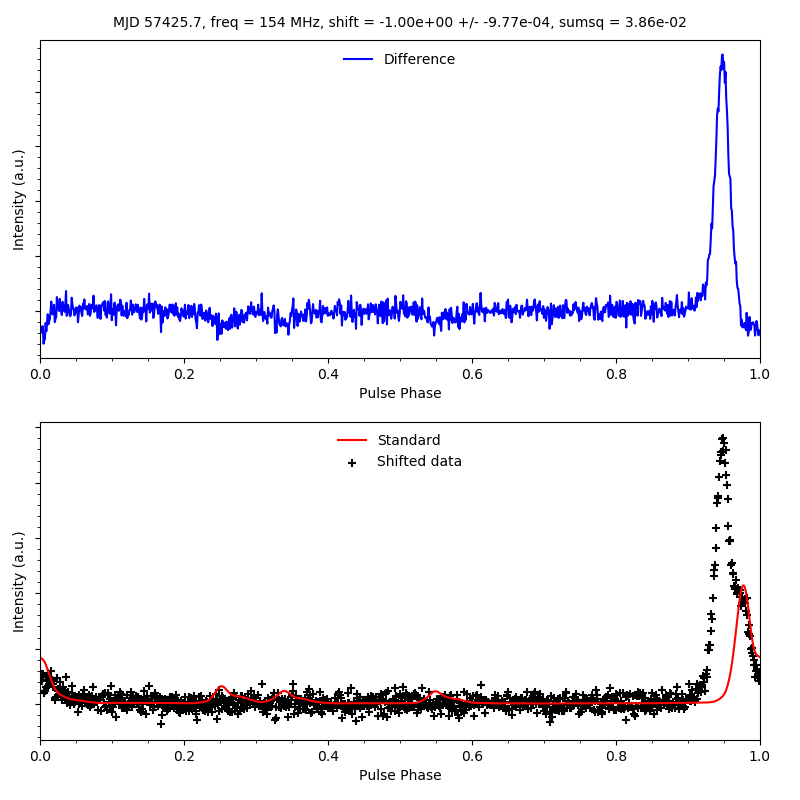 MJD 57425.7, freq = 154 MHz, shift = -1.00e+00 +/- -9.77e-04, sumsq = 3.86e-02
Difference
Intensity (a.u.)
0.0 0.2 0.4 0.6 0.8 1.0
Pulse Phase
Standard
Shifted data
Intensity (a.u.)
0.0 0.2 0.4 0.6 0.8 1.0
Pulse Phase